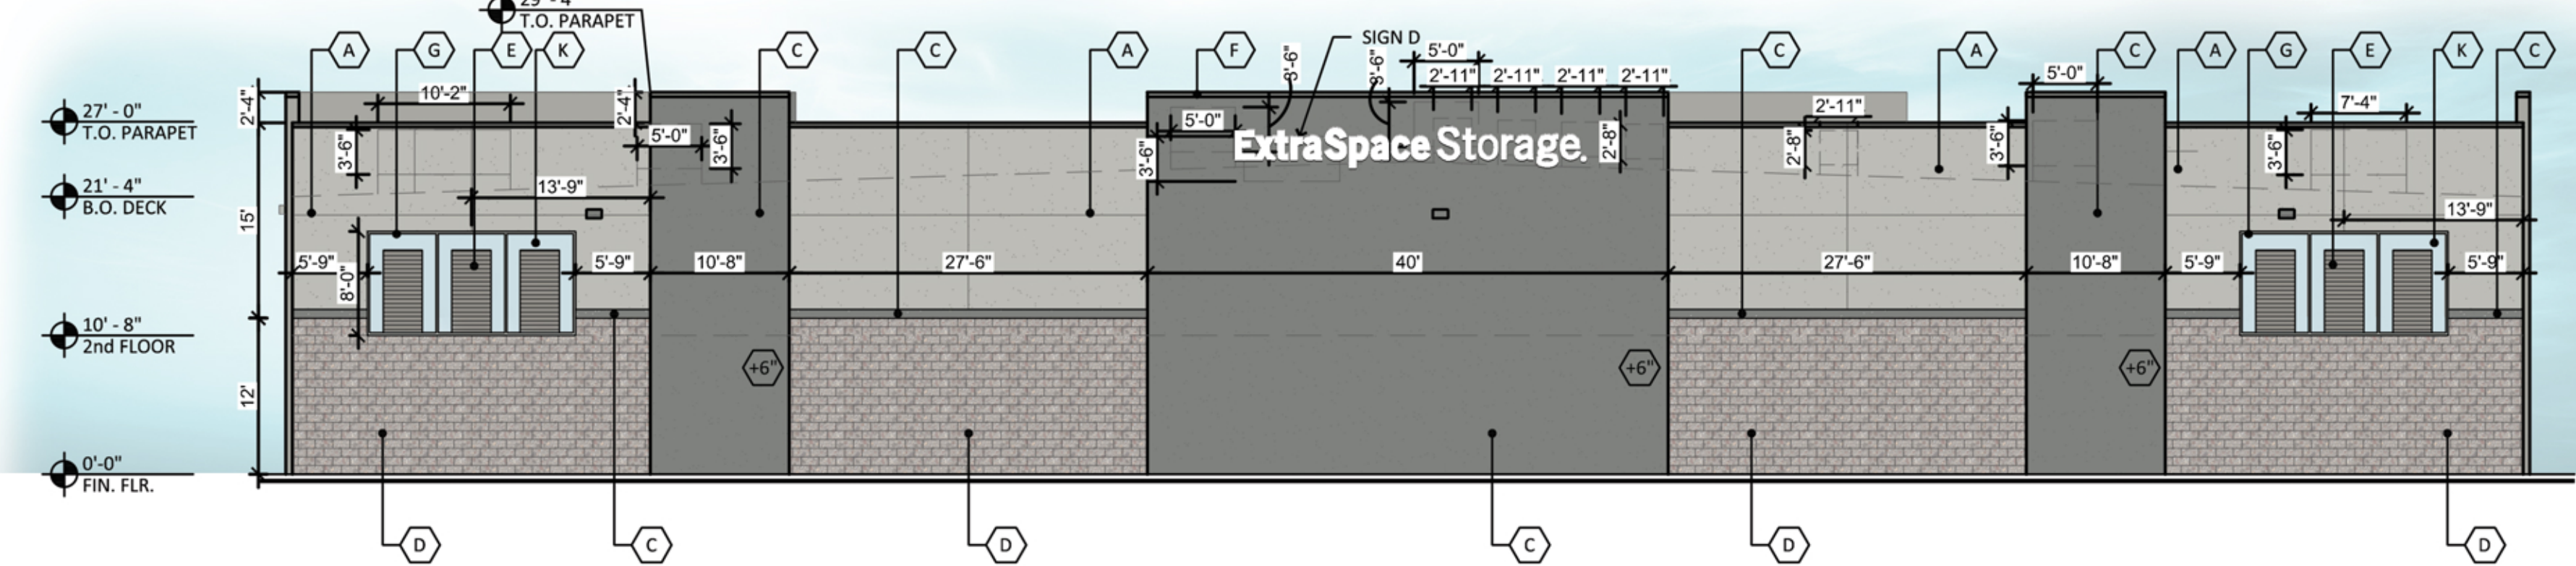 29' - 4"
T.O. PARAPET
A
G
E
K
C
C
A
F
SIGN D
5'-0"
C
A
C
A
G
E
K
C
3'-6"
3'-6"
2'-11"
2'-11"
2'-11"
2'-11"
5'-0"
27' - 0"
T.O. PARAPET
2'-4"
10'-2"
2'-4"
5'-0"
3'-6"
3'-6"
5'-0"
3'-6"
ExtraSpace Storage.
2'-8"
2'-11"
2'-8"
3'-6"
7'-4"
3'-6"
21' - 4"
B.O. DECK
13'-9"
13'-9"
15'
5'-9"
8'-0"
5'-9"
10'-8"
27'-6"
40'
27'-6"
10'-8"
5'-9"
5'-9"
10' - 8"
2nd FLOOR
12'
+6"
+6"
+6"
0'-0"
FIN. FLR.
D
C
D
C
D
D